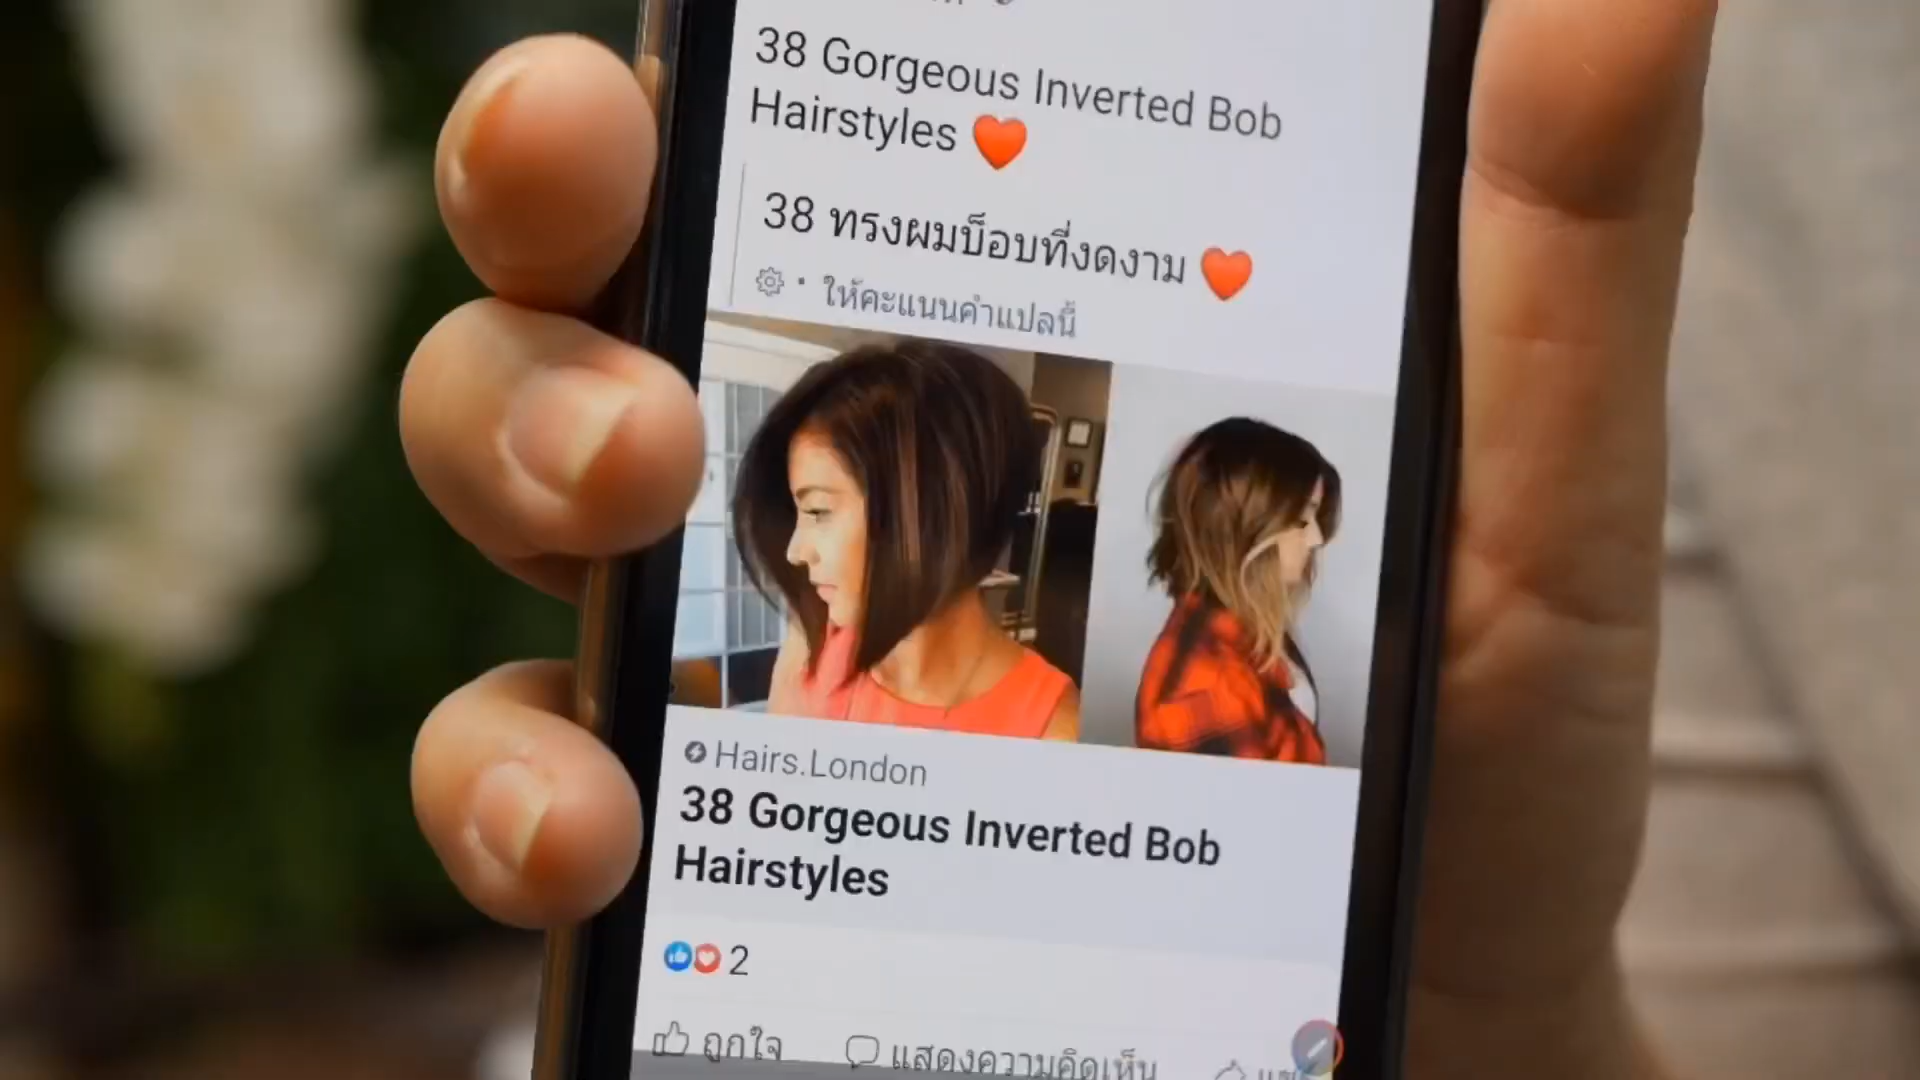 38 Gorgeous Inverted Bob
Hairstyles ❤️
38 ทรงผมบ็อบที่งดงาม ❤️
· ให้คะแนนคำแปลนี้
Hairs.London
38 Gorgeous Inverted Bob
Hairstyles
2
ถูกใจ แสดงความคิดเห็น